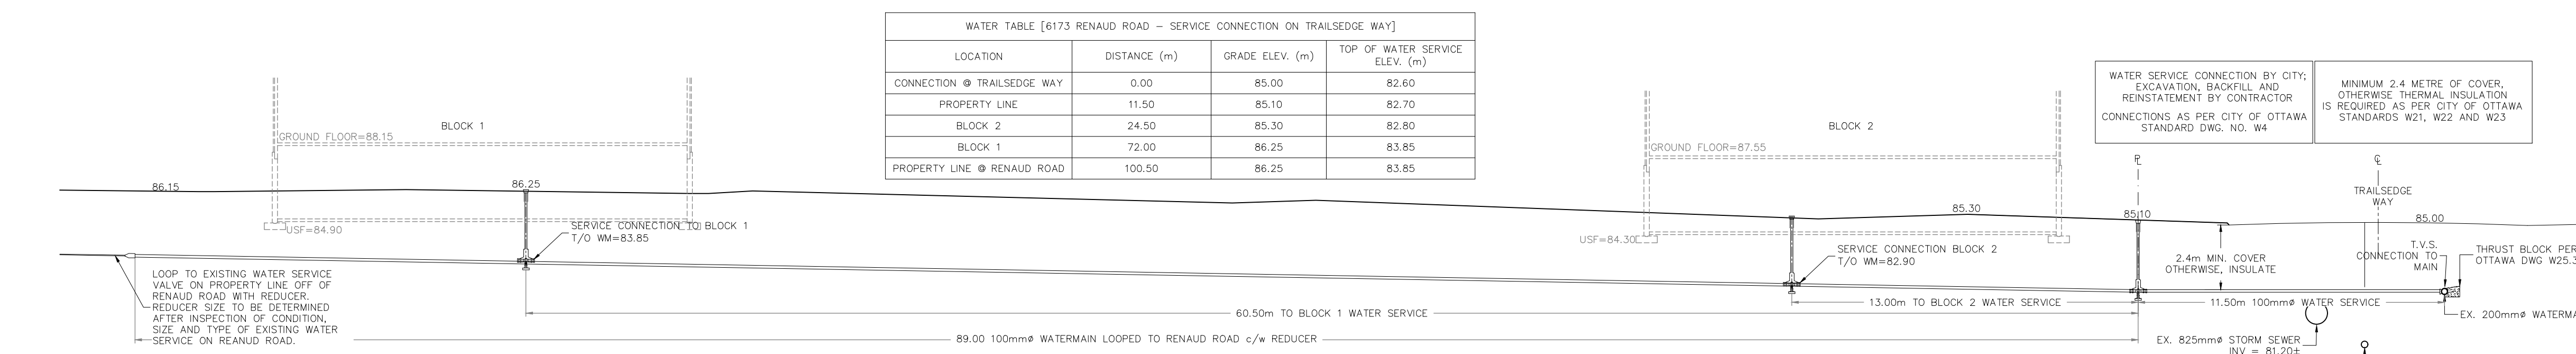 WATER TABLE [6173 RENAUD ROAD – SERVICE CONNECTION ON TRAILSEDGE WAY]
LOCATION DISTANCE (m) GRADE ELEV. (m) TOP OF WATER SERVICE ELEV. (m)
CONNECTION @ TRAILSEDGE WAY 0.00 85.00 82.60
PROPERTY LINE 11.50 85.10 82.70
BLOCK 2 24.50 85.30 82.80
BLOCK 1 72.00 86.25 83.85
PROPERTY LINE @ RENAUD ROAD 100.50 86.25 83.85
WATER SERVICE CONNECTION BY CITY;
EXCAVATION, BACKFILL AND
REINSTATEMENT BY CONTRACTOR
CONNECTIONS AS PER CITY OF OTTAWA
STANDARD DWG. NO. W4
MINIMUM 2.4 METRE OF COVER,
OTHERWISE THERMAL INSULATION
IS REQUIRED AS PER CITY OF OTTAWA
STANDARDS W21, W22 AND W23
BLOCK 1
GROUND FLOOR=88.15
86.15
86.25
USF=84.90
SERVICE CONNECTION TO BLOCK 1
T/O WM=83.85
BLOCK 2
GROUND FLOOR=87.55
85.30
USF=84.30
SERVICE CONNECTION BLOCK 2
T/O WM=82.90
PL
85.10
CL
TRAILSEDGE
WAY
85.00
2.4m MIN. COVER
OTHERWISE, INSULATE
T.V.S.
CONNECTION TO
MAIN
THRUST BLOCK PER
OTTAWA DWG W25.3
LOOP TO EXISTING WATER SERVICE
VALVE ON PROPERTY LINE OFF OF
RENAUD ROAD WITH REDUCER.
REDUCER SIZE TO BE DETERMINED
AFTER INSPECTION OF CONDITION,
SIZE AND TYPE OF EXISTING WATER
SERVICE ON REANUD ROAD.
13.00m TO BLOCK 2 WATER SERVICE
11.50m 100mmø WATER SERVICE
60.50m TO BLOCK 1 WATER SERVICE
EX. 200mmø WATERMA
89.00 100mmø WATERMAIN LOOPED TO RENAUD ROAD c/w REDUCER
EX. 825mmø STORM SEWER
INV = 81.20±